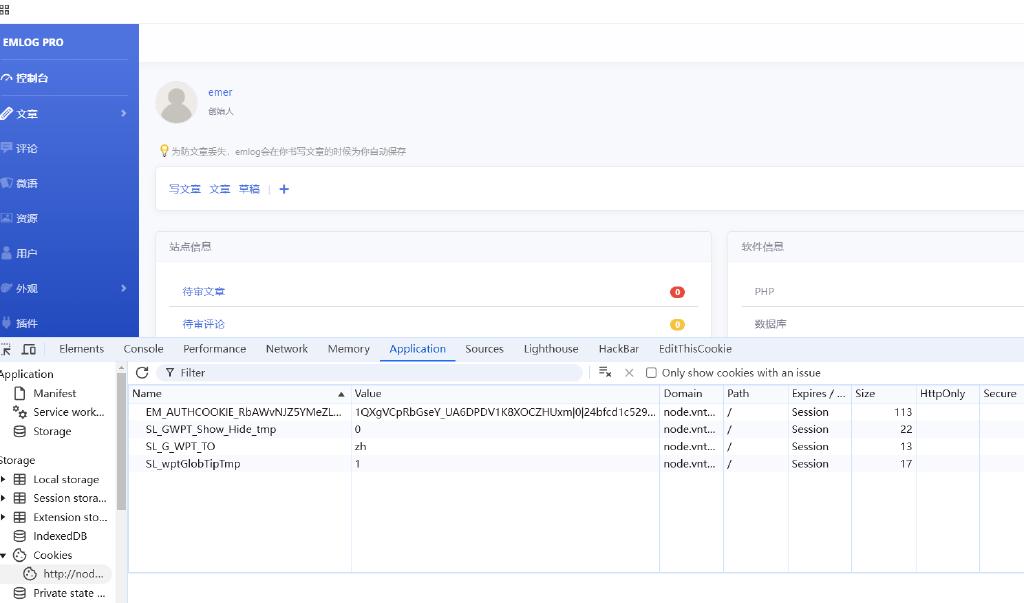 EMLOG PRO
控制台
文章
评论
微语
资源
用户
外观
插件
emer
创始人
为防文章丢失，emlog会在你书写文章的时候为你自动保存
写文章 文章 草稿 | +
站点信息
待审文章 0
待审评论 0
软件信息
PHP
数据库
Elements Console Performance Network Memory Application Sources Lighthouse HackBar EditThisCookie
Application
Manifest
Service work...
Storage
Storage
Local storage
Session stora...
Extension sto...
IndexedDB
Cookies
http://nod...
Private state ...
Filter
Only show cookies with an issue
Name Value Domain Path Expires / ... Size HttpOnly Secure
EM_AUTHCOOKIE_RbAWvNJZ5YMeZL... 1QXgVCpRbGseY_UA6DPDV1K8XOCZHUxm|0|24bfcd1c529... node.vnt... / Session 113
SL_GWPT_Show_Hide_tmp 0 node.vnt... / Session 22
SL_G_WPT_TO zh node.vnt... / Session 13
SL_wptGlobTipTmp 1 node.vnt... / Session 17